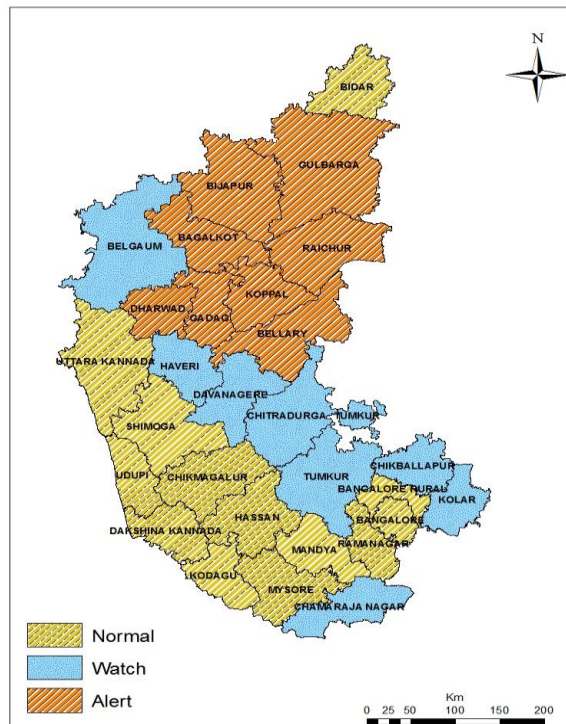 N
BIDAR
GULBARGA
BIJAPUR
BAGALKOT
RAICHUR
BELGAUM
KOPPAL
DHARWAD
GADAG
BELLARY
UTTARA KANNADA
HAVERI
DAVANAGERE
CHITRADURGA
TUMKUR
SHIMOGA
CHIKBALLAPUR
UDUPI
CHIKMAGALUR
TUMKUR
BANGALORE RURAL
KOLAR
HASSAN
BANGALORE
DAKSHINA KANNADA
RAMANAGAR
MANDYA
KODAGU
MYSORE
CHAMARAJA NAGAR
Normal
Watch
Alert
Km
0 25 50 100 150 200